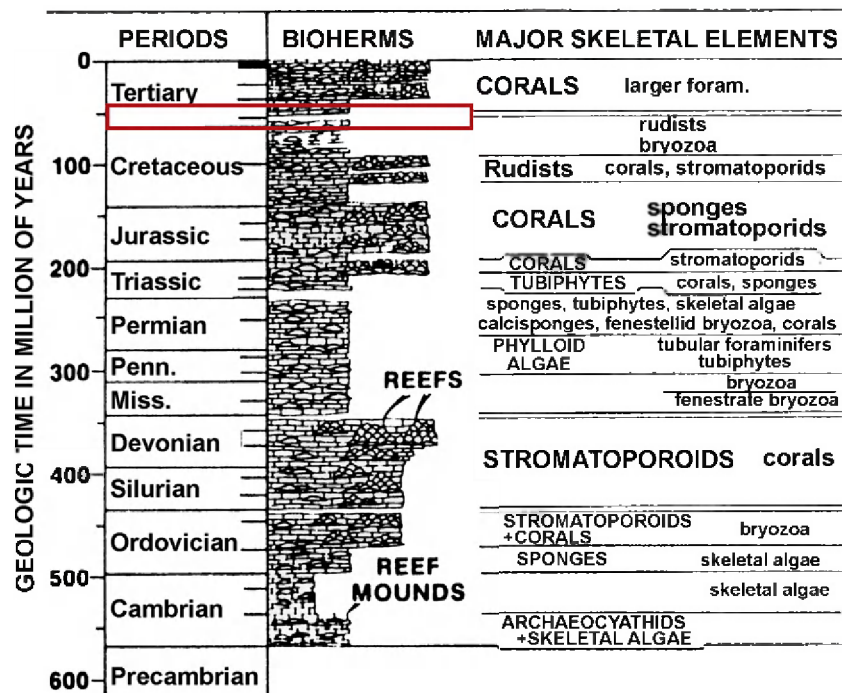 PERIODS BIOHERMS MAJOR SKELETAL ELEMENTS
GEOLOGIC TIME IN MILLION OF YEARS
0
Tertiary
CORALS larger foram.
rudists
bryozoa
100
Cretaceous
Rudists corals, stromatoporids
CORALS sponges
stromatoporids
Jurassic
200
CORALS stromatoporids
Triassic
TUBIPHYTES corals, sponges
sponges, tubiphytes, skeletal algae
Permian
calcisponges, fenestellid bryozoa, corals
PHYLLOID tubular foraminifers
ALGAE tubiphytes
Penn.
300
REEFS
bryozoa
Miss.
fenestrate bryozoa
Devonian
400
STROMATOPOROIDS corals
Silurian
STROMATOPOROIDS
+CORALS bryozoa
Ordovician
SPONGES skeletal algae
REEF
MOUNDS
500
skeletal algae
Cambrian
ARCHAEOCYATHIDS
+SKELETAL ALGAE
600
Precambrian